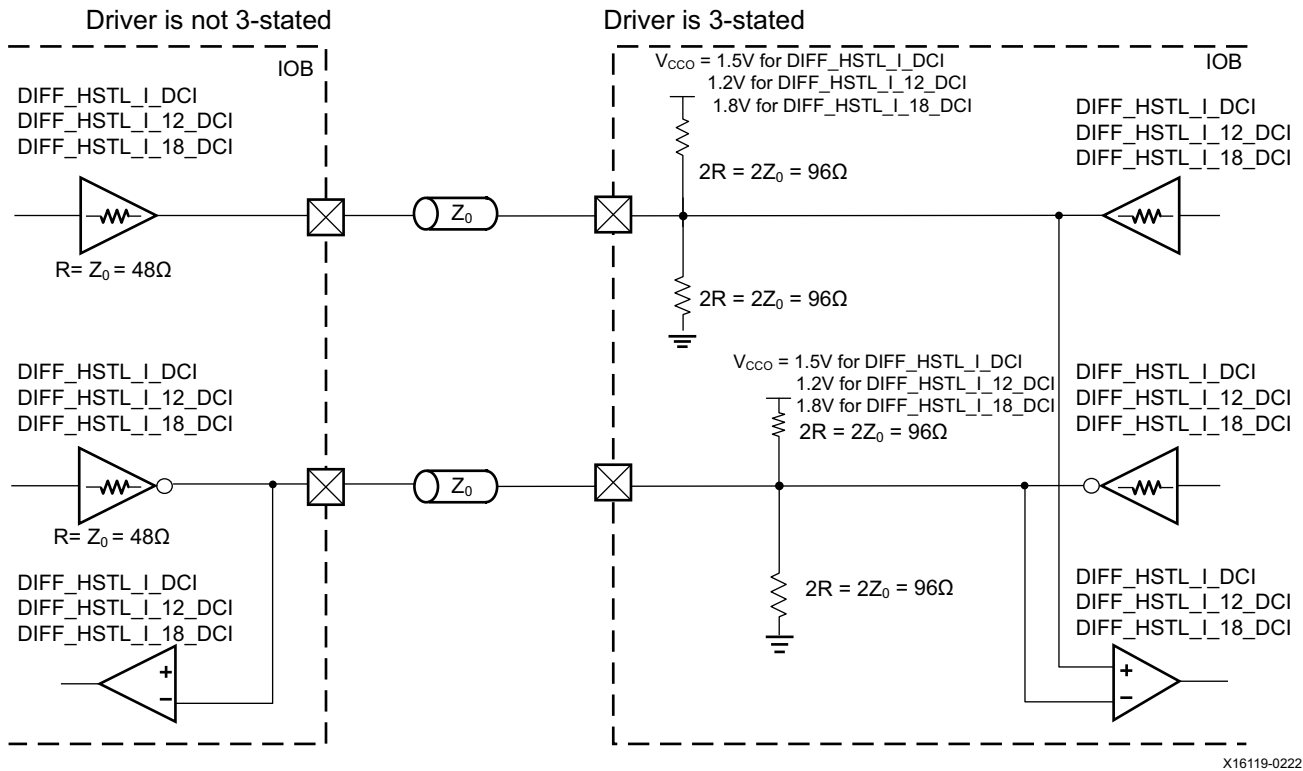 Driver is not 3-stated
Driver is 3-stated
IOB
DIFF_HSTL_I_DCI
DIFF_HSTL_I_12_DCI
DIFF_HSTL_I_18_DCI
R= Z₀ = 48Ω
Z₀
V_CCO = 1.5V for DIFF_HSTL_I_DCI
1.2V for DIFF_HSTL_I_12_DCI
1.8V for DIFF_HSTL_I_18_DCI
2R = 2Z₀ = 96Ω
2R = 2Z₀ = 96Ω
IOB
DIFF_HSTL_I_DCI
DIFF_HSTL_I_12_DCI
DIFF_HSTL_I_18_DCI
DIFF_HSTL_I_DCI
DIFF_HSTL_I_12_DCI
DIFF_HSTL_I_18_DCI
R= Z₀ = 48Ω
Z₀
V_CCO = 1.5V for DIFF_HSTL_I_DCI
1.2V for DIFF_HSTL_I_12_DCI
1.8V for DIFF_HSTL_I_18_DCI
2R = 2Z₀ = 96Ω
2R = 2Z₀ = 96Ω
DIFF_HSTL_I_DCI
DIFF_HSTL_I_12_DCI
DIFF_HSTL_I_18_DCI
DIFF_HSTL_I_DCI
DIFF_HSTL_I_12_DCI
DIFF_HSTL_I_18_DCI
+
−
DIFF_HSTL_I_DCI
DIFF_HSTL_I_12_DCI
DIFF_HSTL_I_18_DCI
+
−
X16119-0222